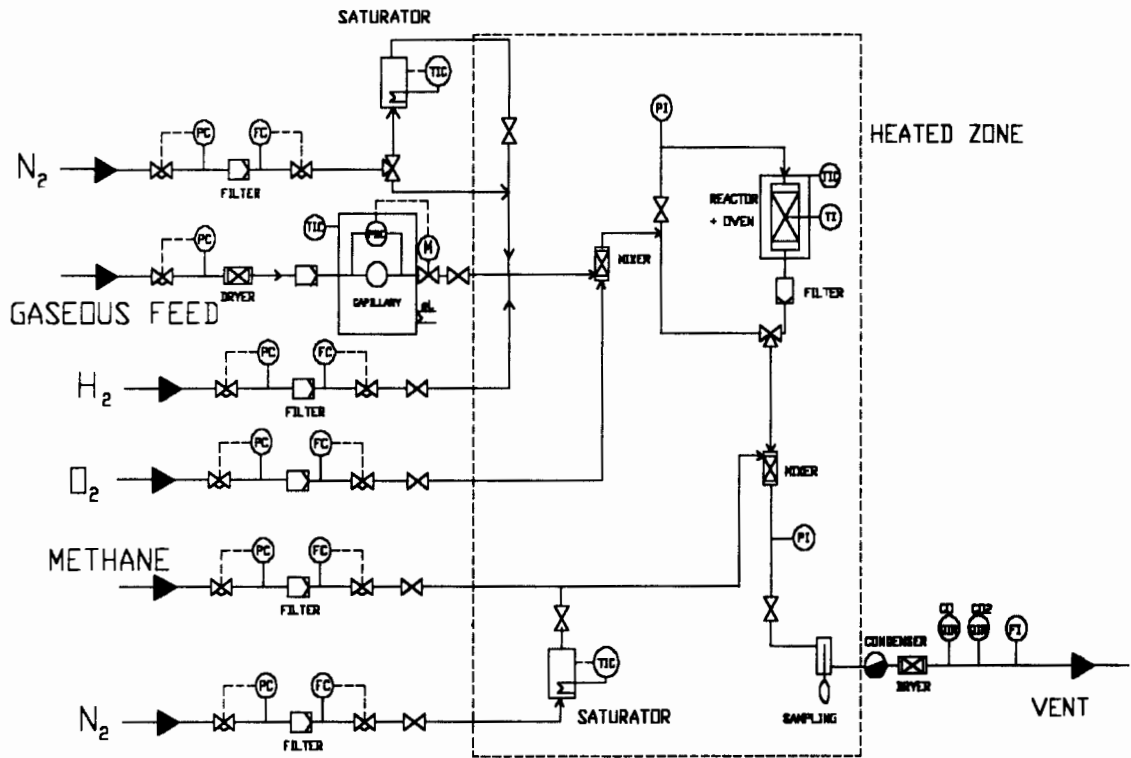 SATURATOR
TIC
PI
HEATED ZONE
PC
FC
N2
FILTER
TIC
REACTOR
+ OVEN
TI
TIC
PC
M
MIXER
DRYER
CAPILLARY
FILTER
GASEOUS FEED
PC
FC
H2
FILTER
PC
FC
MIXER
O2
PC
FC
PI
METHANE
FILTER
CO
CO2
FI
CONDENSER
TIC
PC
FC
DRYER
N2
SATURATOR
SAMPLING
VENT
FILTER